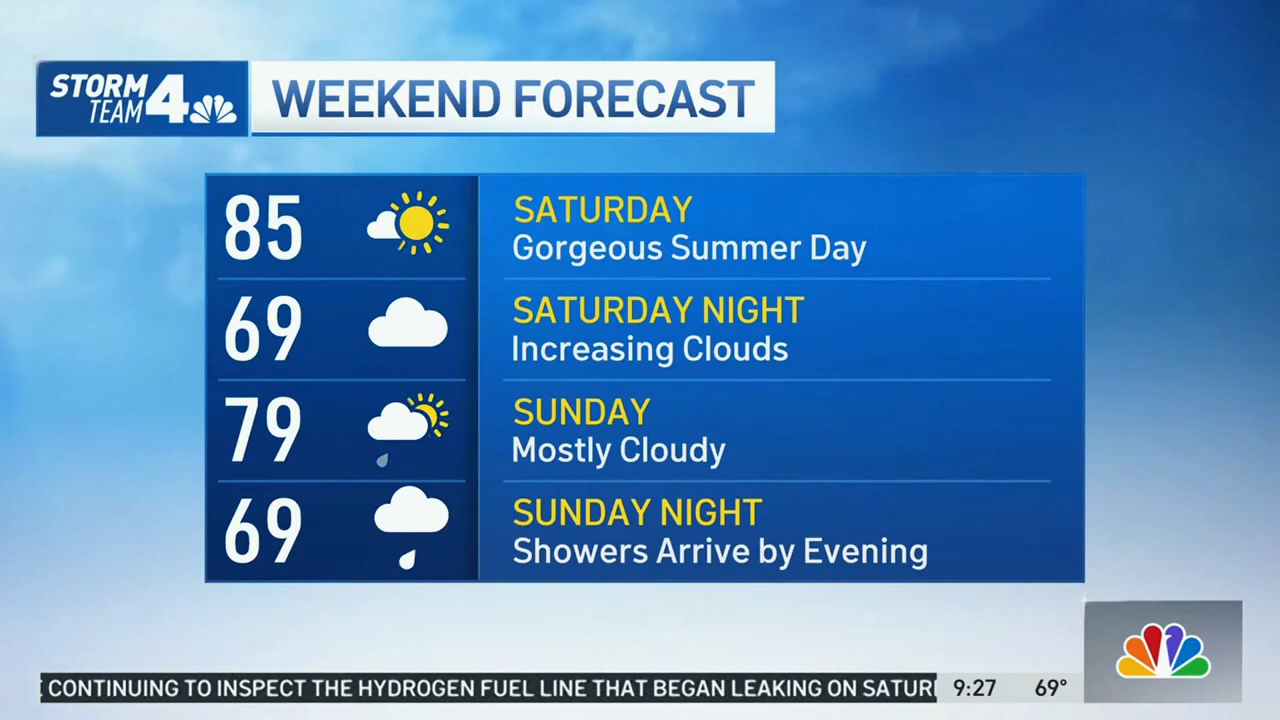 STORM
TEAM 4
WEEKEND FORECAST
85
SATURDAY
Gorgeous Summer Day
69
SATURDAY NIGHT
Increasing Clouds
79
SUNDAY
Mostly Cloudy
69
SUNDAY NIGHT
Showers Arrive by Evening
CONTINUING TO INSPECT THE HYDROGEN FUEL LINE THAT BEGAN LEAKING ON SATUR
9:27 69°